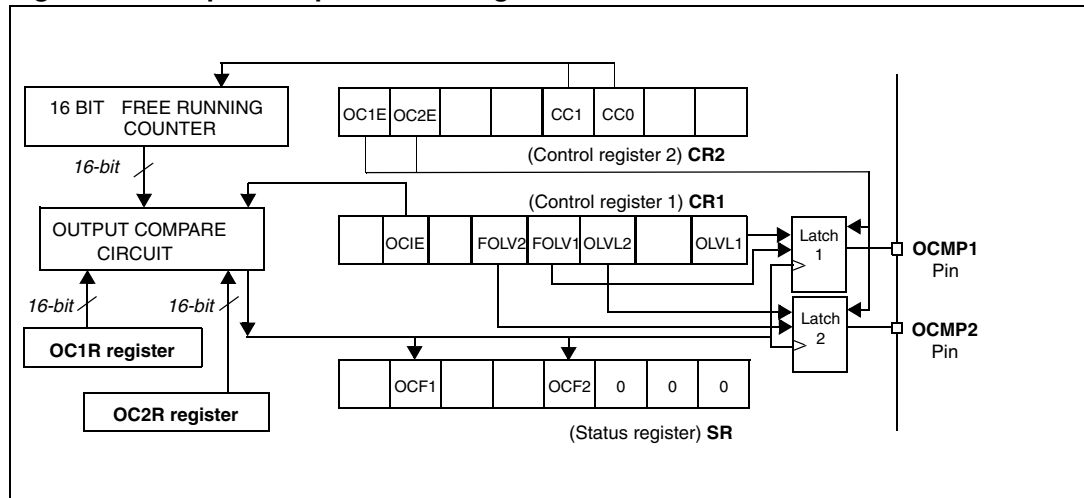 16 BIT FREE RUNNING
COUNTER
16-bit
OC1E
OC2E
CC1
CC0
(Control register 2) CR2
(Control register 1) CR1
OUTPUT COMPARE
CIRCUIT
OCIE
FOLV2
FOLV1
OLVL2
OLVL1
Latch
1
OCMP1
Pin
16-bit
16-bit
OC1R register
Latch
2
OCMP2
Pin
OCF1
OCF2
0
0
0
OC2R register
(Status register) SR